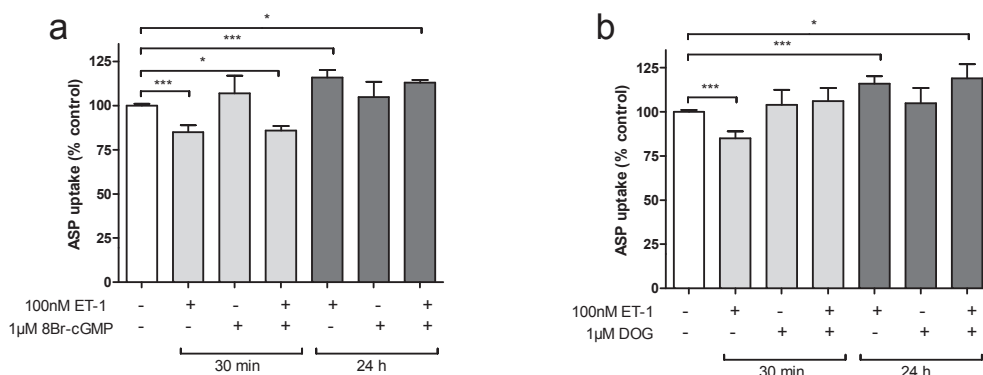 a
*
***
*
***
ASP uptake (% control)
125
100
75
50
25
0
100nM ET-1 - + - + + - +
1µM 8Br-cGMP - - + + - + +
30 min 24 h
b
*
***
***
ASP uptake (% control)
125
100
75
50
25
0
100nM ET-1 - + - + + - +
1µM DOG - - + + - + +
30 min 24 h